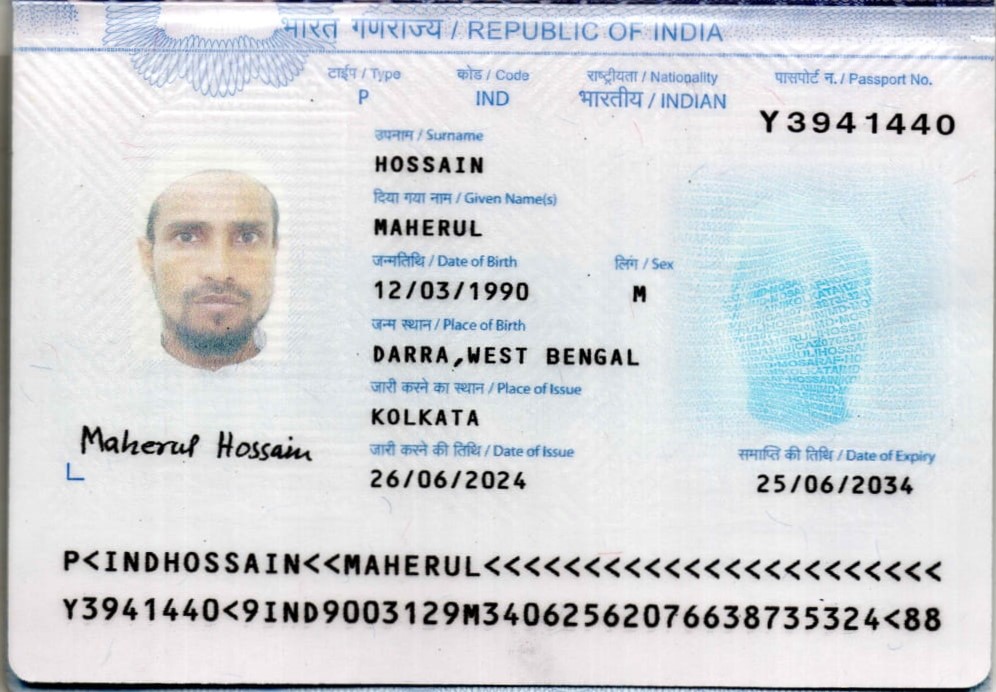 भारत गणराज्य / REPUBLIC OF INDIA
टाईप / Type कोड / Code राष्ट्रीयता / Nationality पासपोर्ट न. / Passport No.
P IND भारतीय / INDIAN Y3941440
उपनाम / Surname
HOSSAIN
दिया गया नाम / Given Name(s)
MAHERUL
जन्मतिथि / Date of Birth लिंग / Sex
12/03/1990 M
जन्म स्थान / Place of Birth
DARRA,WEST BENGAL
जारी करने का स्थान / Place of Issue
KOLKATA
Maherul Hossain
जारी करने की तिथि / Date of Issue समाप्ति की तिथि / Date of Expiry
26/06/2024 25/06/2034
P<INDHOSSAIN<<MAHERUL<<<<<<<<<<<<<<<<<<<<<<<
Y3941440<9IND9003129M34062562076638735324<88